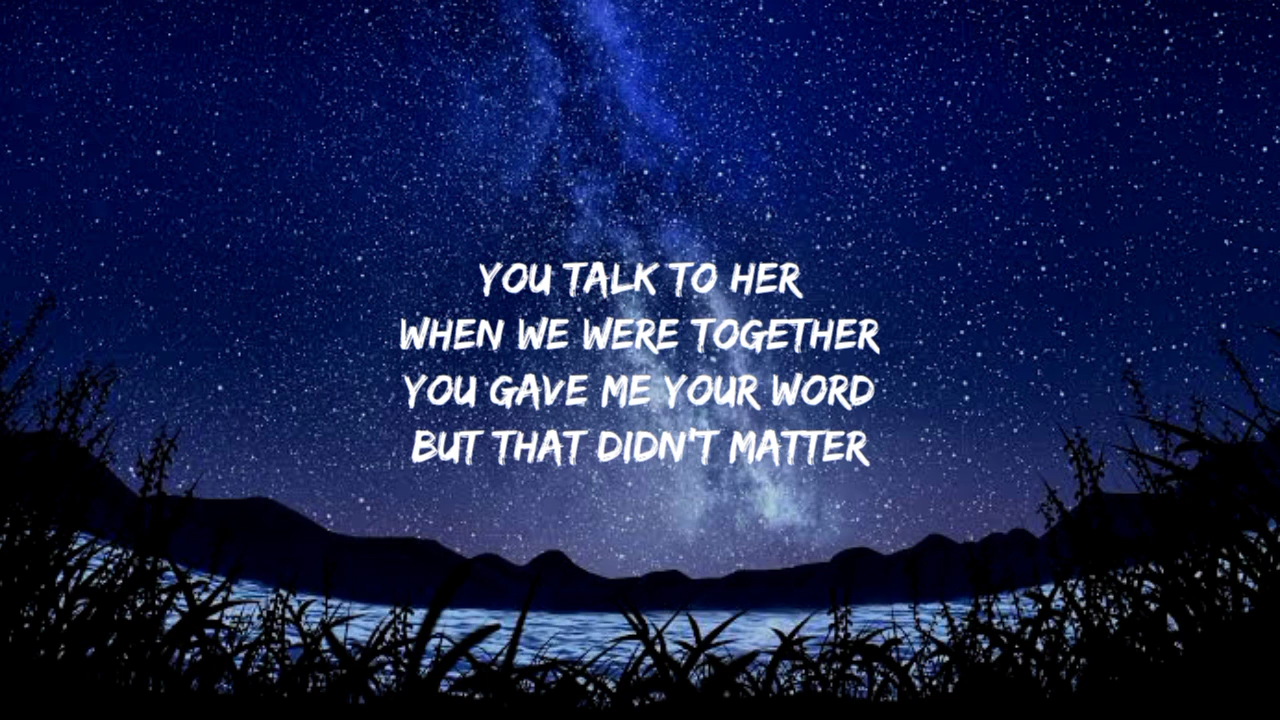 YOU TALK TO HER
WHEN WE WERE TOGETHER
YOU GAVE ME YOUR WORD
BUT THAT DIDN'T MATTER